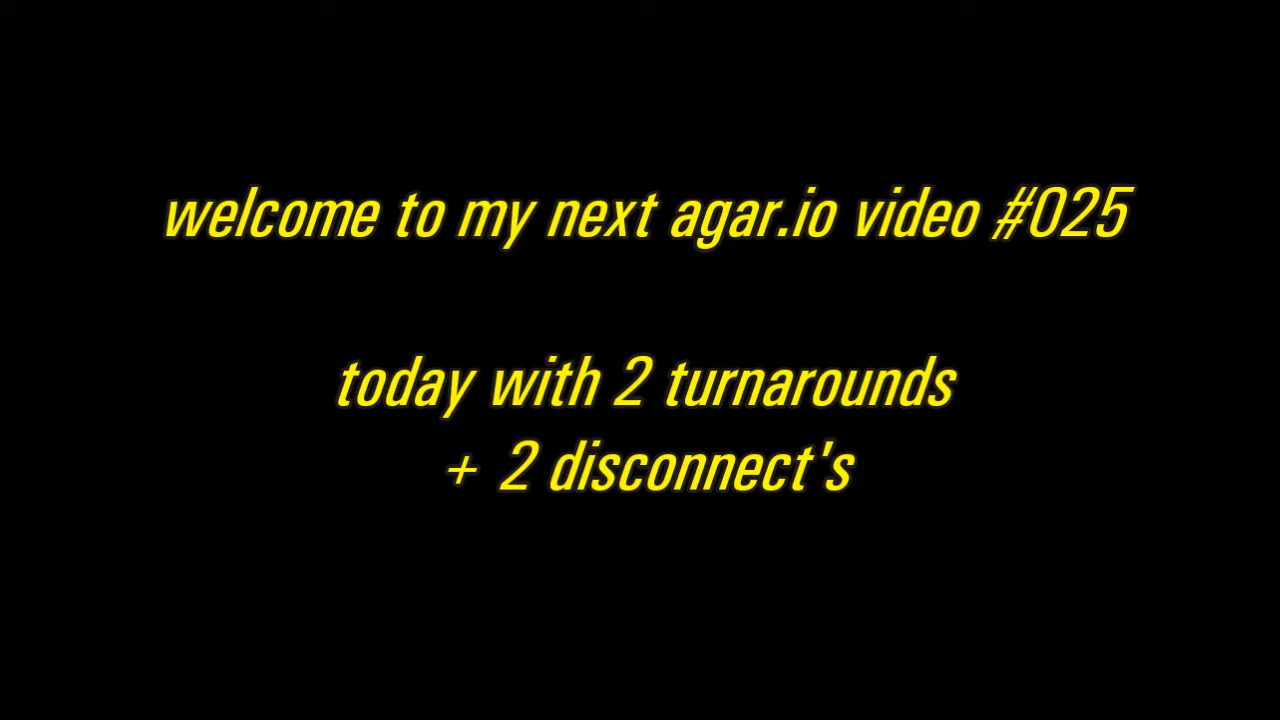 welcome to my next agar.io video #025
today with 2 turnarounds
+ 2 disconnect's